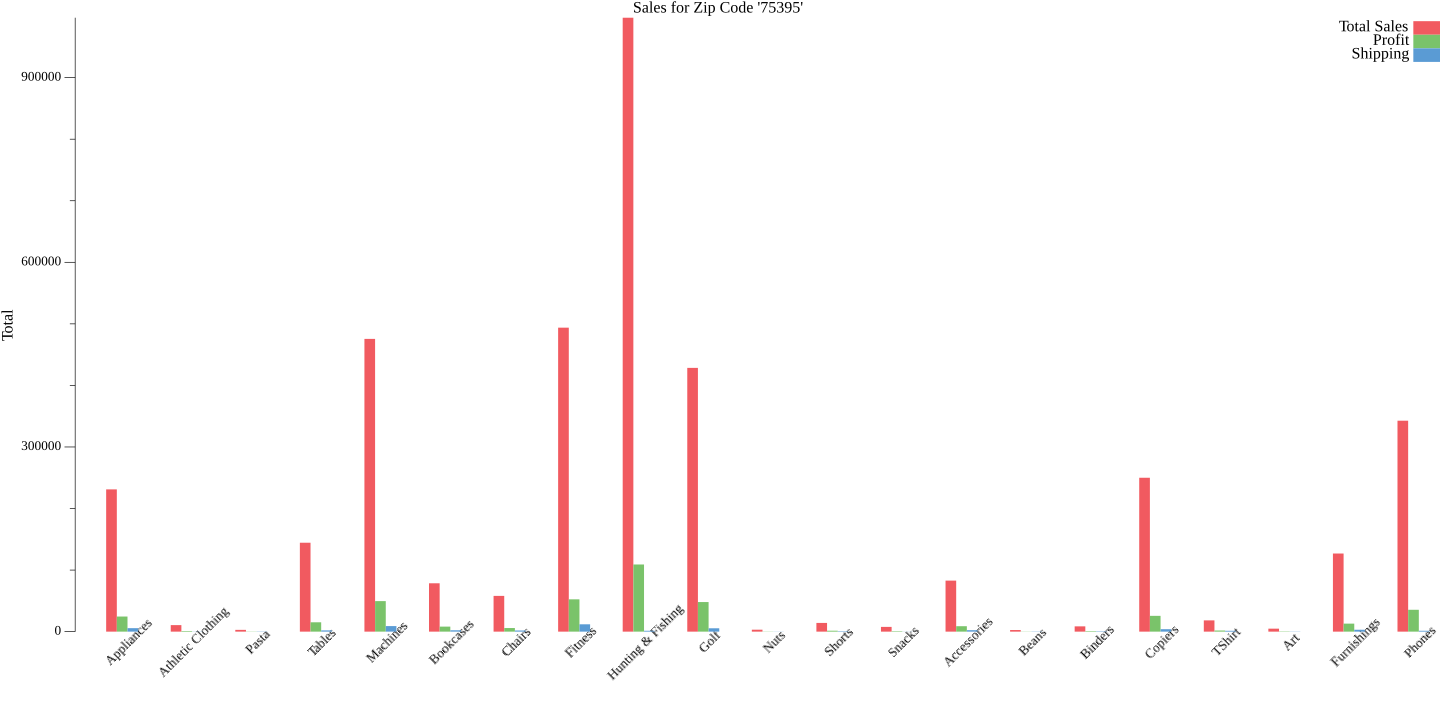 Sales for Zip Code '75395'
Total Sales
Profit
Shipping
900000
600000
300000
0
Total
Appliances
Athletic Clothing
Pasta
Tables
Machines
Bookcases
Chairs
Fitness
Hunting & Fishing
Golf
Nuts
Shorts
Snacks
Accessories
Beans
Binders
Copiers
TShirt
Art
Furnishings
Phones